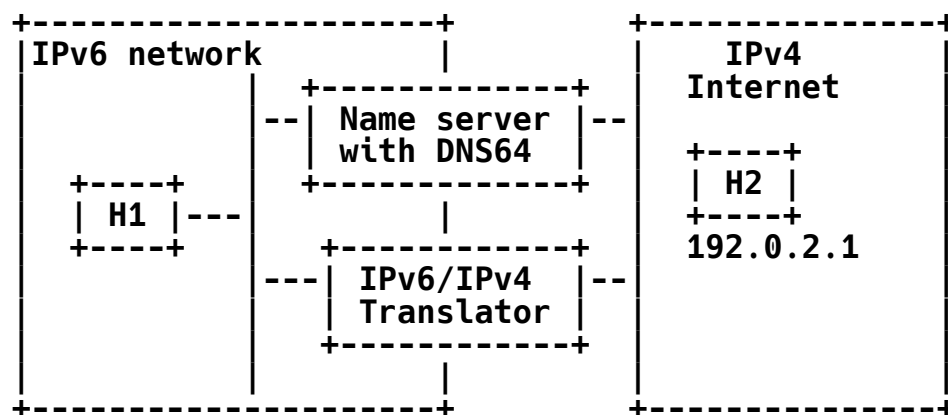 IPv6 network
IPv4
Internet
Name server
with DNS64
H1
H2
192.0.2.1
IPv6/IPv4
Translator